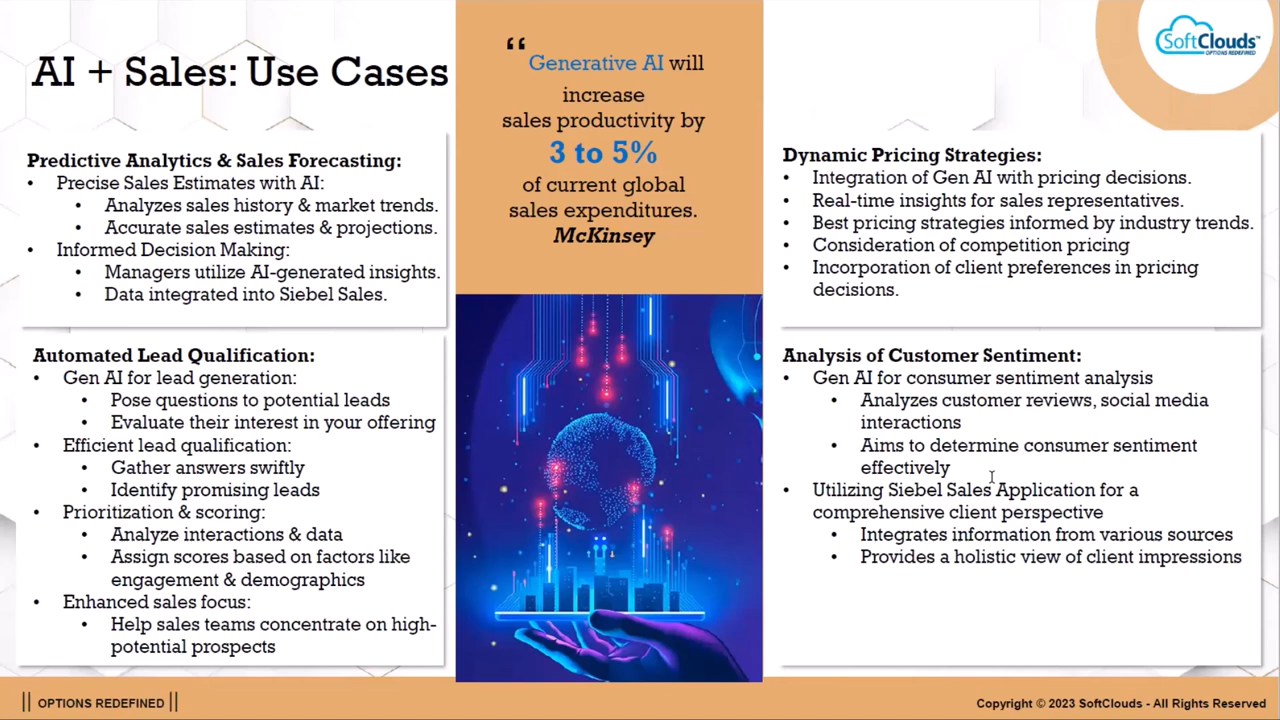 AI + Sales: Use Cases
Predictive Analytics & Sales Forecasting:
• Precise Sales Estimates with AI:
• Analyzes sales history & market trends.
• Accurate sales estimates & projections.
• Informed Decision Making:
• Managers utilize AI-generated insights.
• Data integrated into Siebel Sales.
Automated Lead Qualification:
• Gen AI for lead generation:
• Pose questions to potential leads
• Evaluate their interest in your offering
• Efficient lead qualification:
• Gather answers swiftly
• Identify promising leads
• Prioritization & scoring:
• Analyze interactions & data
• Assign scores based on factors like
engagement & demographics
• Enhanced sales focus:
• Help sales teams concentrate on high-
potential prospects
“ Generative AI will
increase
sales productivity by
3 to 5%
of current global
sales expenditures.
McKinsey
SoftClouds™
OPTIONS REDEFINED
Dynamic Pricing Strategies:
• Integration of Gen AI with pricing decisions.
• Real-time insights for sales representatives.
• Best pricing strategies informed by industry trends.
• Consideration of competition pricing
• Incorporation of client preferences in pricing
decisions.
Analysis of Customer Sentiment:
• Gen AI for consumer sentiment analysis
• Analyzes customer reviews, social media
interactions
• Aims to determine consumer sentiment
effectively
• Utilizing Siebel Sales Application for a
comprehensive client perspective
• Integrates information from various sources
• Provides a holistic view of client impressions
|| OPTIONS REDEFINED ||
Copyright © 2023 SoftClouds - All Rights Reserved